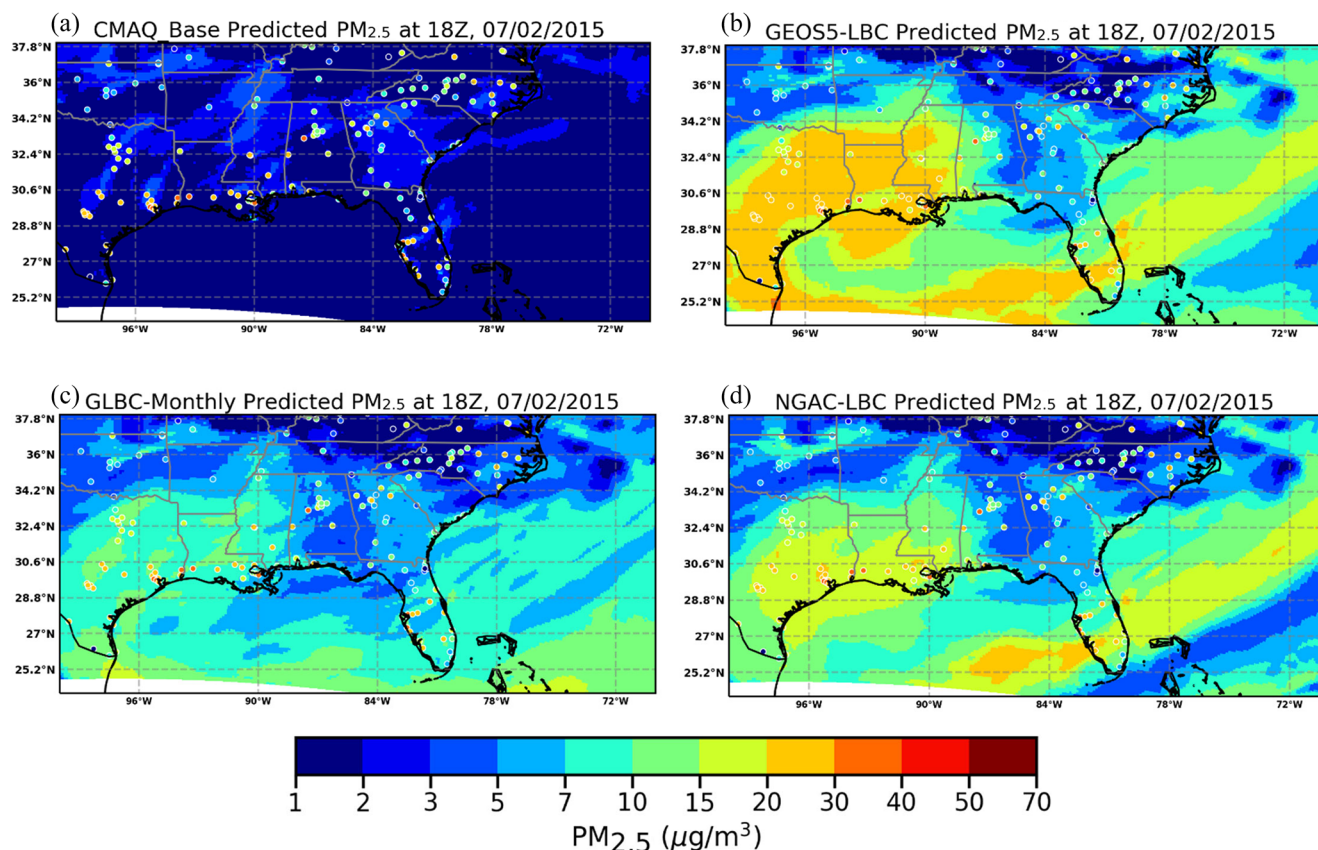 (a) CMAQ_Base Predicted PM2.5 at 18Z, 07/02/2015
37.8°N
36°N
34.2°N
32.4°N
30.6°N
28.8°N
27°N
25.2°N
96°W 90°W 84°W 78°W 72°W
(b) GEOS5-LBC Predicted PM2.5 at 18Z, 07/02/2015
37.8°N
36°N
34.2°N
32.4°N
30.6°N
28.8°N
27°N
25.2°N
96°W 90°W 84°W 78°W 72°W
(c) GLBC-Monthly Predicted PM2.5 at 18Z, 07/02/2015
37.8°N
36°N
34.2°N
32.4°N
30.6°N
28.8°N
27°N
25.2°N
96°W 90°W 84°W 78°W 72°W
(d) NGAC-LBC Predicted PM2.5 at 18Z, 07/02/2015
37.8°N
36°N
34.2°N
32.4°N
30.6°N
28.8°N
27°N
25.2°N
96°W 90°W 84°W 78°W 72°W
1 2 3 5 7 10 15 20 30 40 50 70
PM2.5 (μg/m³)